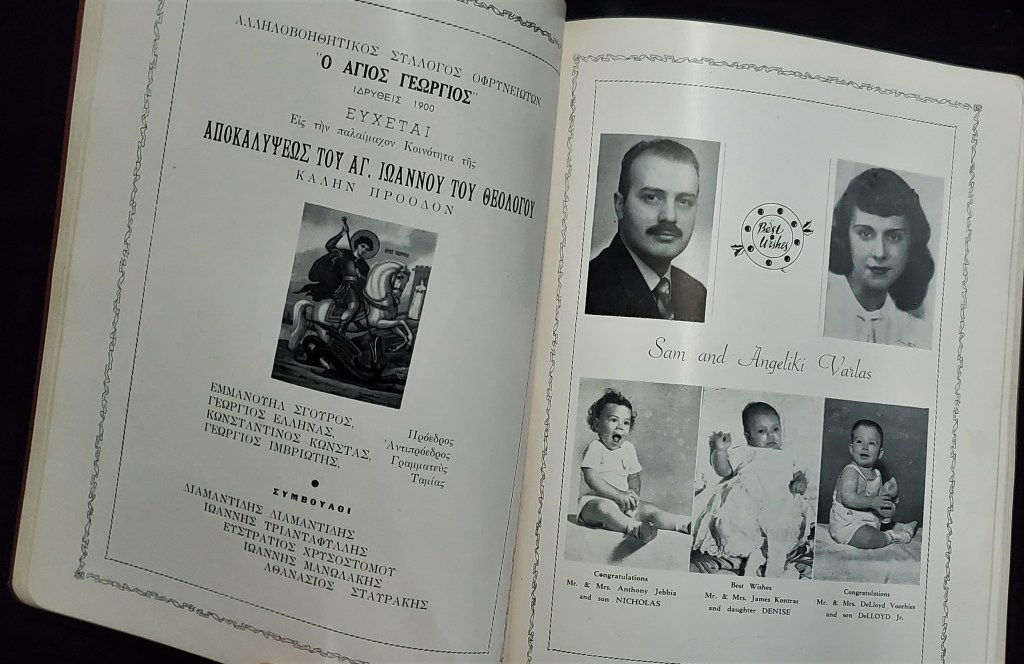 ΑΛΛΗΛΟΒΟΗΘΗΤΙΚΟΣ ΣΥΛΛΟΓΟΣ ΟΦΡΥΝΕΙΩΤΩΝ
"Ο ΑΓΙΟΣ ΓΕΩΡΓΙΟΣ"
ΙΔΡΥΘΕΙΣ 1900
ΕΥΧΕΤΑΙ
Εἰς τὴν παλαίμαχον Κοινότητα τῆς
ΑΠΟΚΑΛΥΨΕΩΣ ΤΟΥ ΑΓ. ΙΩΑΝΝΟΥ ΤΟΥ ΘΕΟΛΟΓΟΥ
ΚΑΛΗΝ ΠΡΟΟΔΟΝ
ΕΜΜΑΝΟΥΗΛ ΣΓΟΥΡΟΣ, Πρόεδρος
ΓΕΩΡΓΙΟΣ ΕΛΛΗΝΑΣ, Ἀντιπρόεδρος
ΚΩΝΣΤΑΝΤΙΝΟΣ ΚΩΝΣΤΑΣ, Γραμματεὺς
ΓΕΩΡΓΙΟΣ ΙΜΒΡΙΩΤΗΣ, Ταμίας
ΣΥΜΒΟΥΛΟΙ
ΔΙΑΜΑΝΤΙΔΗΣ ΔΙΑΜΑΝΤΙΔΗΣ
ΙΩΑΝΝΗΣ ΤΡΙΑΝΤΑΦΥΛΛΗΣ
ΕΥΣΤΡΑΤΙΟΣ ΧΡΥΣΟΣΤΟΜΟΥ
ΙΩΑΝΝΗΣ ΜΑΝΩΛΑΚΗΣ
ΑΘΑΝΑΣΙΟΣ ΣΤΑΥΡΑΚΗΣ
Best
Wishes
Sam and Angeliki Varlas
Congratulations
Mr. & Mrs. Anthony Jebbia
and son NICHOLAS
Best Wishes
Mr. & Mrs. James Kontras
and daughter DENISE
Congratulations
Mr. & Mrs. DeLloyd Voorhies
and son DeLLOYD Jr.